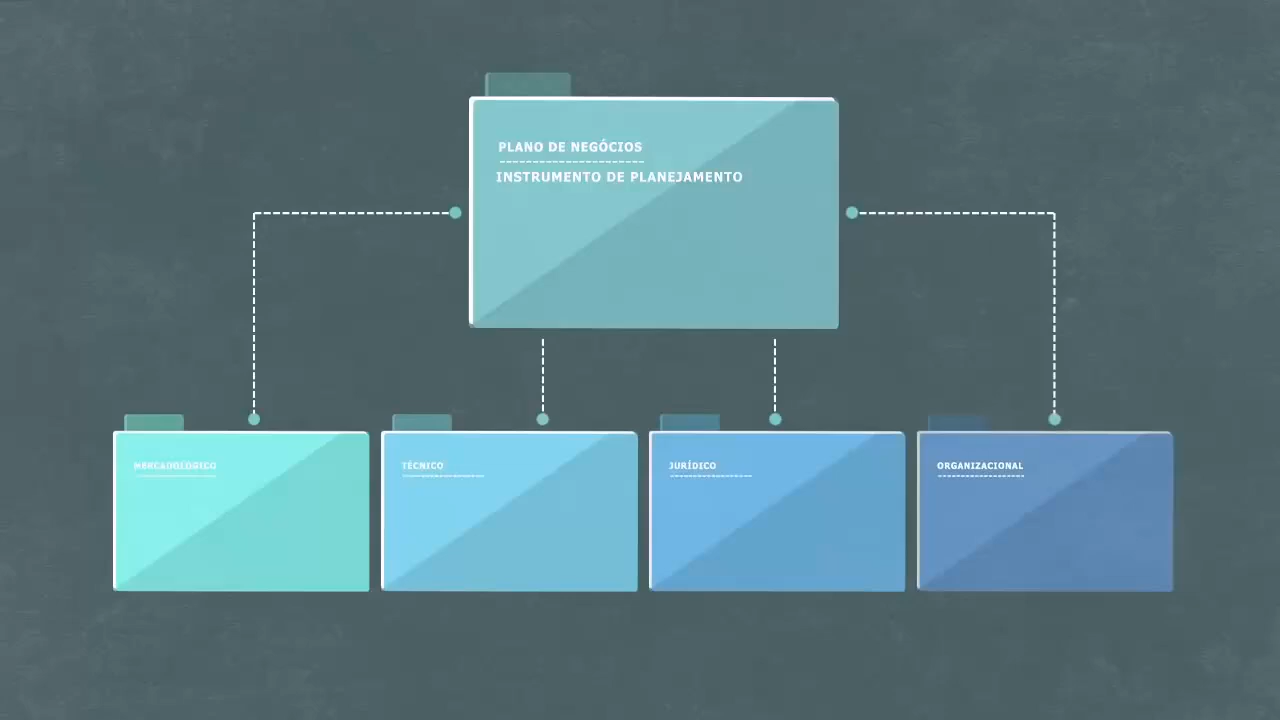 PLANO DE NEGÓCIOS
INSTRUMENTO DE PLANEJAMENTO
MERCADOLÓGICO
TÉCNICO
JURÍDICO
ORGANIZACIONAL